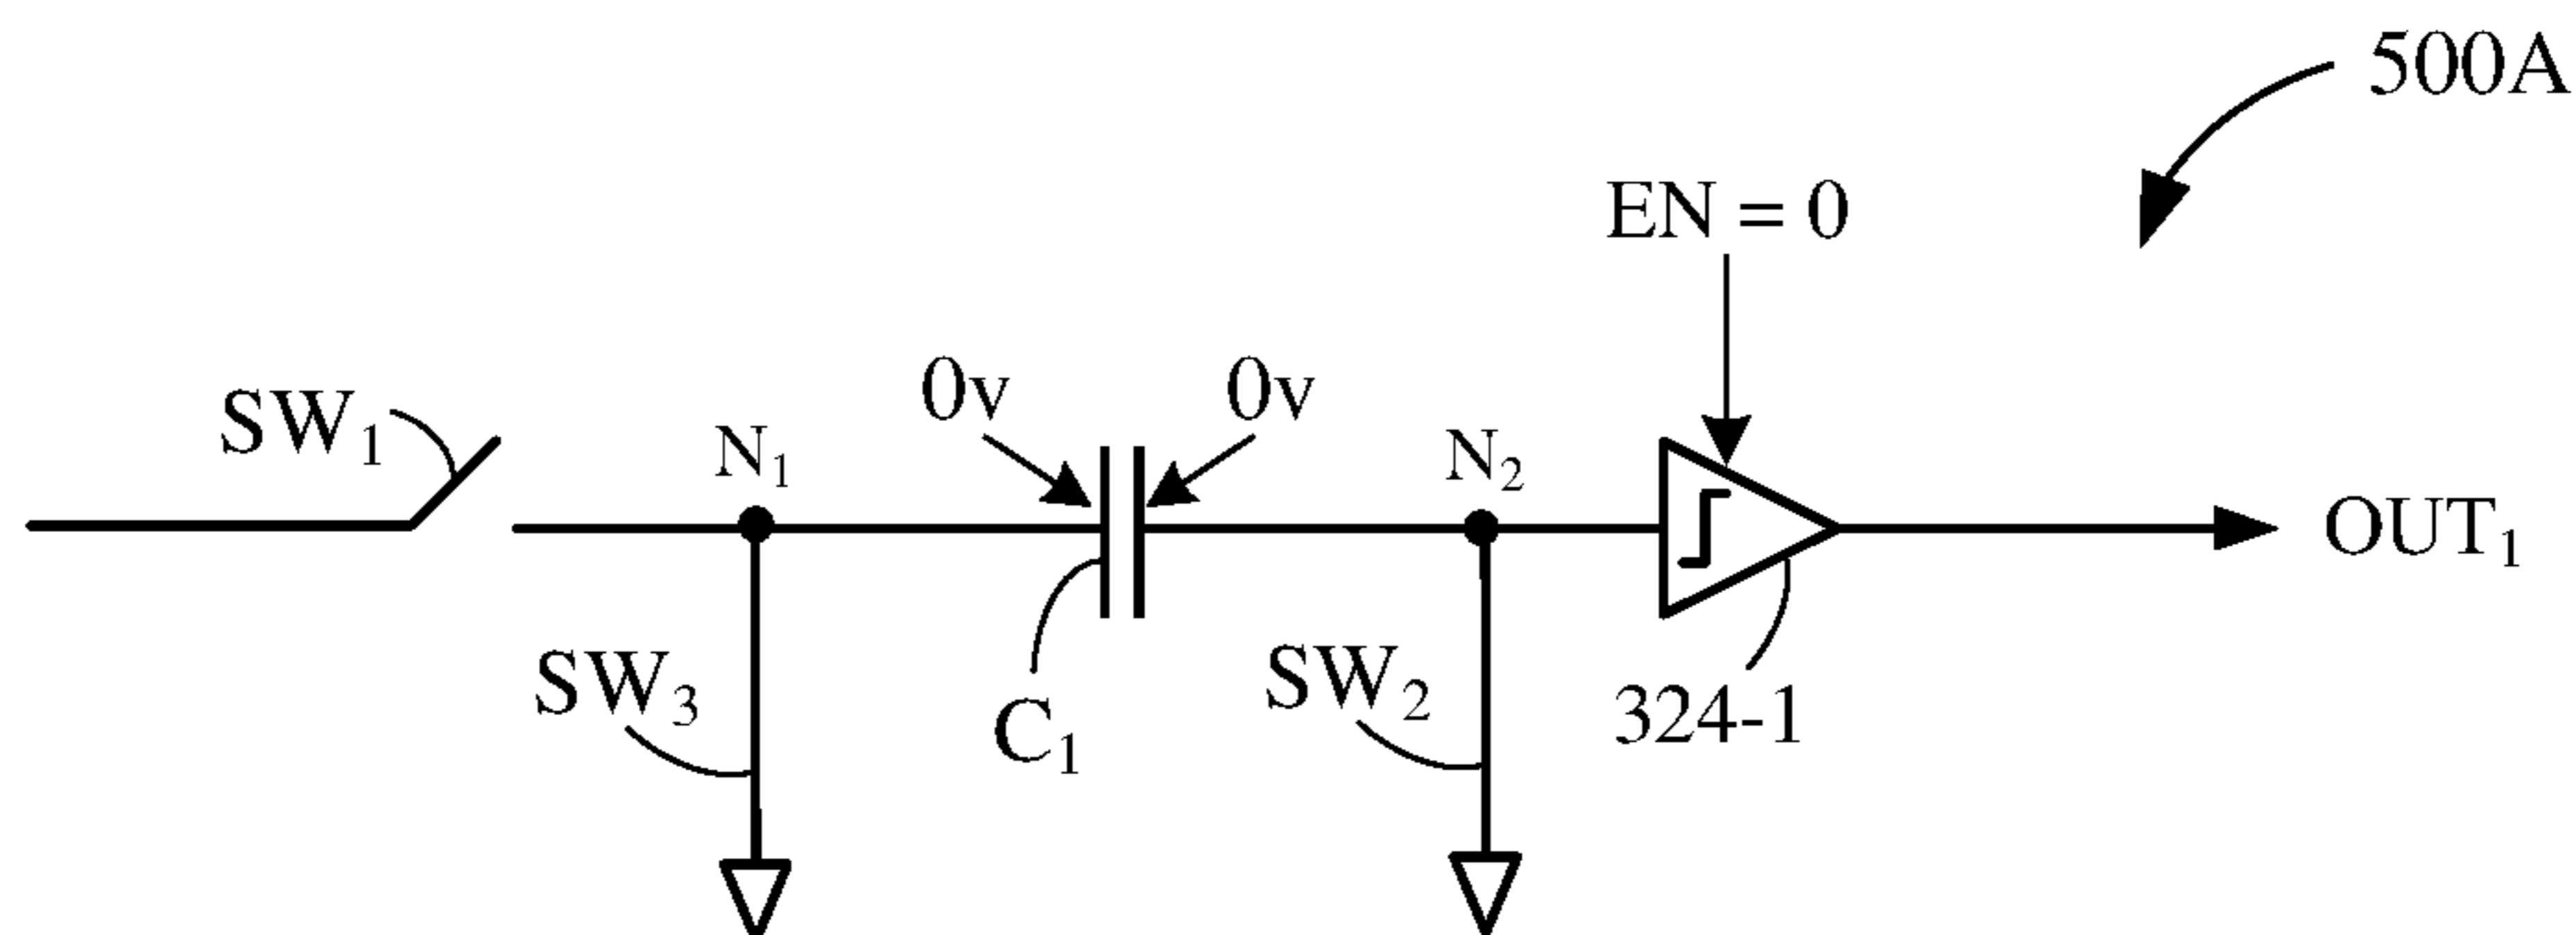 500A
EN = 0
0v
0v
SW₁
N₁
N₂
OUT₁
SW₃
C₁
SW₂
324-1